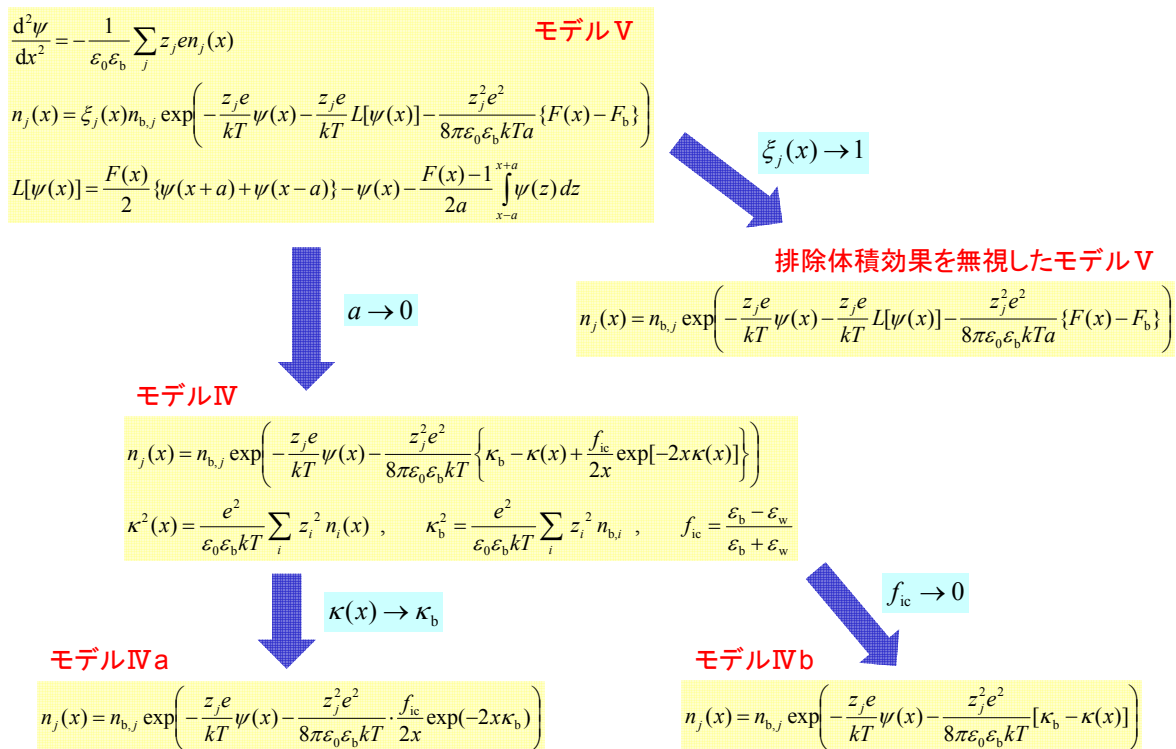 モデルⅤ
d²ψ/dx² = −(1/(ε₀ε_b)) Σ_j z_j e n_j(x)
n_j(x) = ξ_j(x) n_{b,j} exp(−(z_j e/kT) ψ(x) − (z_j e/kT) L[ψ(x)] − (z_j² e²/(8πε₀ε_b kTa)) {F(x) − F_b})
L[ψ(x)] = (F(x)/2) {ψ(x+a) + ψ(x−a)} − ψ(x) − ((F(x)−1)/(2a)) ∫_{x−a}^{x+a} ψ(z) dz
ξ_j(x) → 1
排除体積効果を無視したモデルⅤ
n_j(x) = n_{b,j} exp(−(z_j e/kT) ψ(x) − (z_j e/kT) L[ψ(x)] − (z_j² e²/(8πε₀ε_b kTa)) {F(x) − F_b})
a → 0
モデルⅣ
n_j(x) = n_{b,j} exp(−(z_j e/kT) ψ(x) − (z_j² e²/(8πε₀ε_b kT)) {κ_b − κ(x) + (f_ic/(2x)) exp[−2xκ(x)]})
κ²(x) = (e²/(ε₀ε_b kT)) Σ_i z_i² n_i(x) , κ_b² = (e²/(ε₀ε_b kT)) Σ_i z_i² n_{b,i} , f_ic = (ε_b − ε_w)/(ε_b + ε_w)
κ(x) → κ_b
f_ic → 0
モデルⅣa
n_j(x) = n_{b,j} exp(−(z_j e/kT) ψ(x) − (z_j² e²/(8πε₀ε_b kT)) · (f_ic/(2x)) exp(−2xκ_b))
モデルⅣb
n_j(x) = n_{b,j} exp(−(z_j e/kT) ψ(x) − (z_j² e²/(8πε₀ε_b kT)) [κ_b − κ(x)])